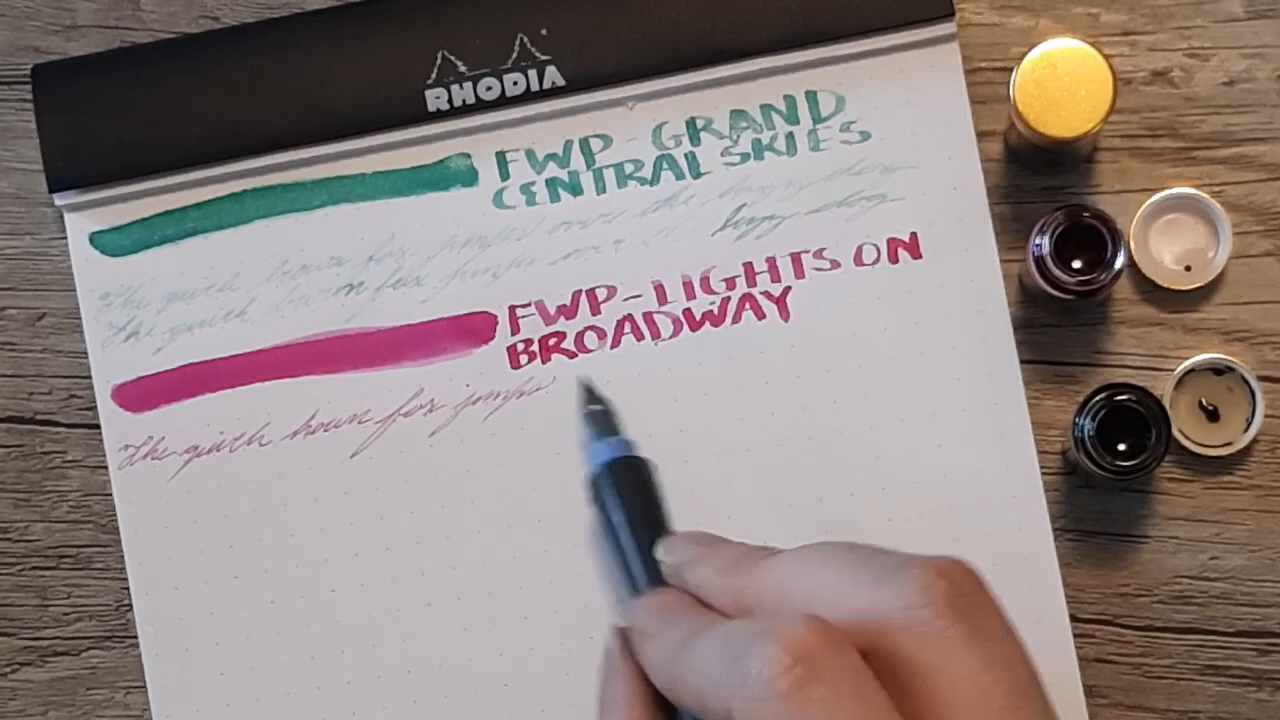 RHODIA
FWP - GRAND
CENTRAL SKIES
The quick brown fox jumps over the lazy dog
The quick brown fox jumps over the lazy dog
FWP - LIGHTS ON
BROADWAY
The quick brown fox jumps